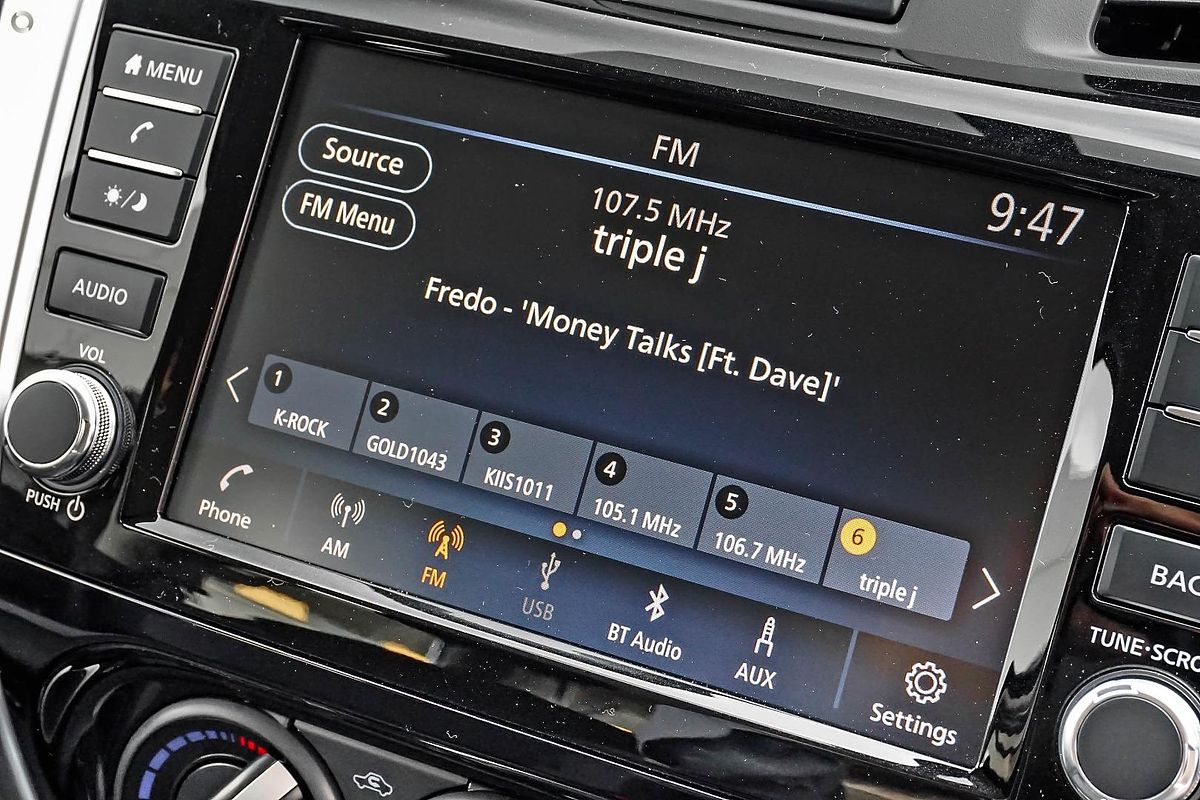 MENU
AUDIO
VOL
PUSH
FM
Source
FM Menu
107.5 MHz
triple j
9:47
Fredo - 'Money Talks [Ft. Dave]'
1
K-ROCK
2
GOLD1043
3
KIIS1011
4
105.1 MHz
5
106.7 MHz
6
triple j
Phone
AM
FM
USB
BT Audio
AUX
Settings
TUNE·SCRO